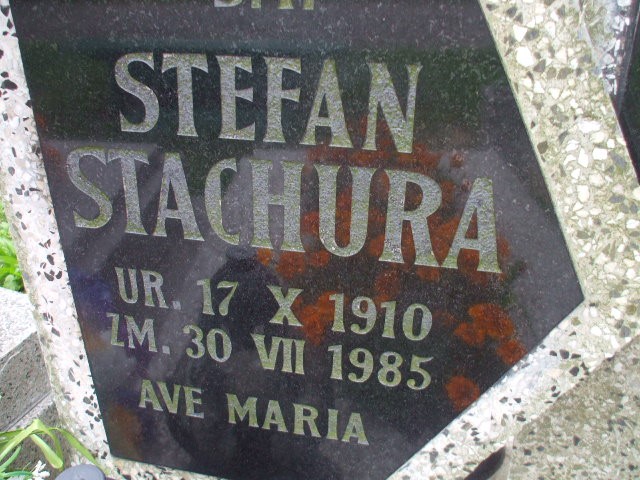 STEFAN
STACHURA
UR. 17 X 1910
ZM. 30 VII 1985
AVE MARIA